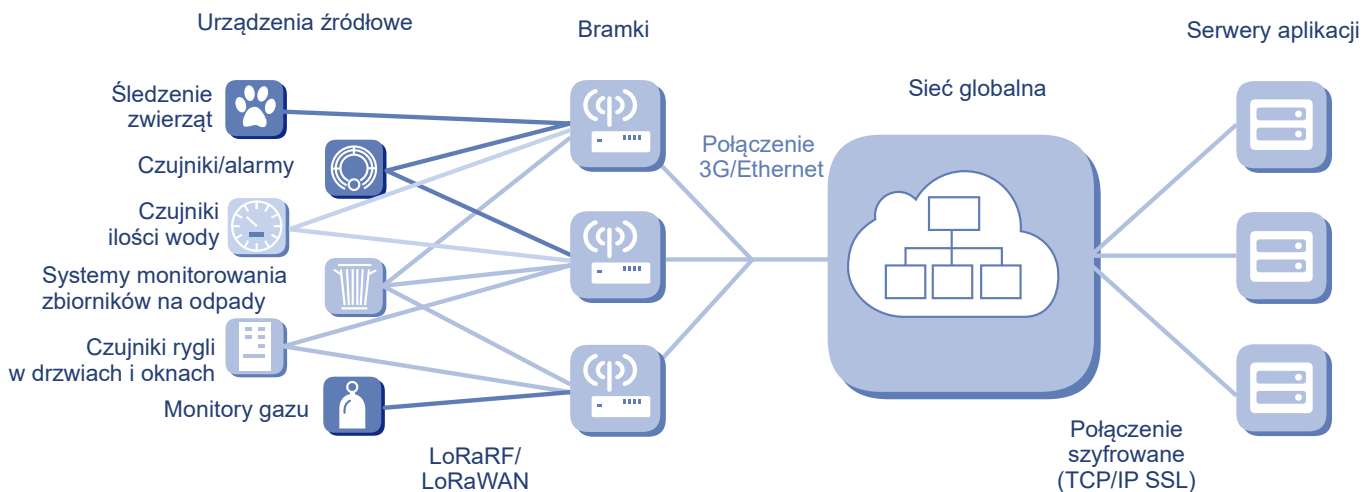 Urządzenia źródłowe
Bramki
Serwery aplikacji
Sieć globalna
Śledzenie
zwierząt
Czujniki/alarmy
Czujniki
ilości wody
Systemy monitorowania
zbiorników na odpady
Czujniki rygli
w drzwiach i oknach
Monitory gazu
LoRaRF/
LoRaWAN
Połączenie
3G/Ethernet
Połączenie
szyfrowane
(TCP/IP SSL)